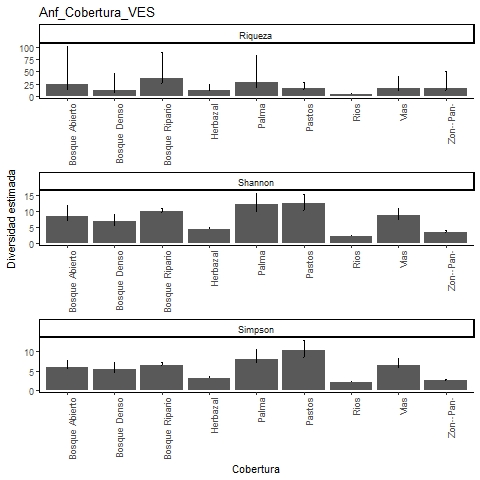 Anf_Cobertura_VES
Riqueza
100
75
50
25
0
Bosque Abierto
Bosque Denso
Bosque Ripario
Herbazal
Palma
Pastos
Rios
Vias
Zon--Pan-
Diversidad estimada
Shannon
15
10
5
0
Bosque Abierto
Bosque Denso
Bosque Ripario
Herbazal
Palma
Pastos
Rios
Vias
Zon--Pan-
Simpson
10
5
0
Bosque Abierto
Bosque Denso
Bosque Ripario
Herbazal
Palma
Pastos
Rios
Vias
Zon--Pan-
Cobertura